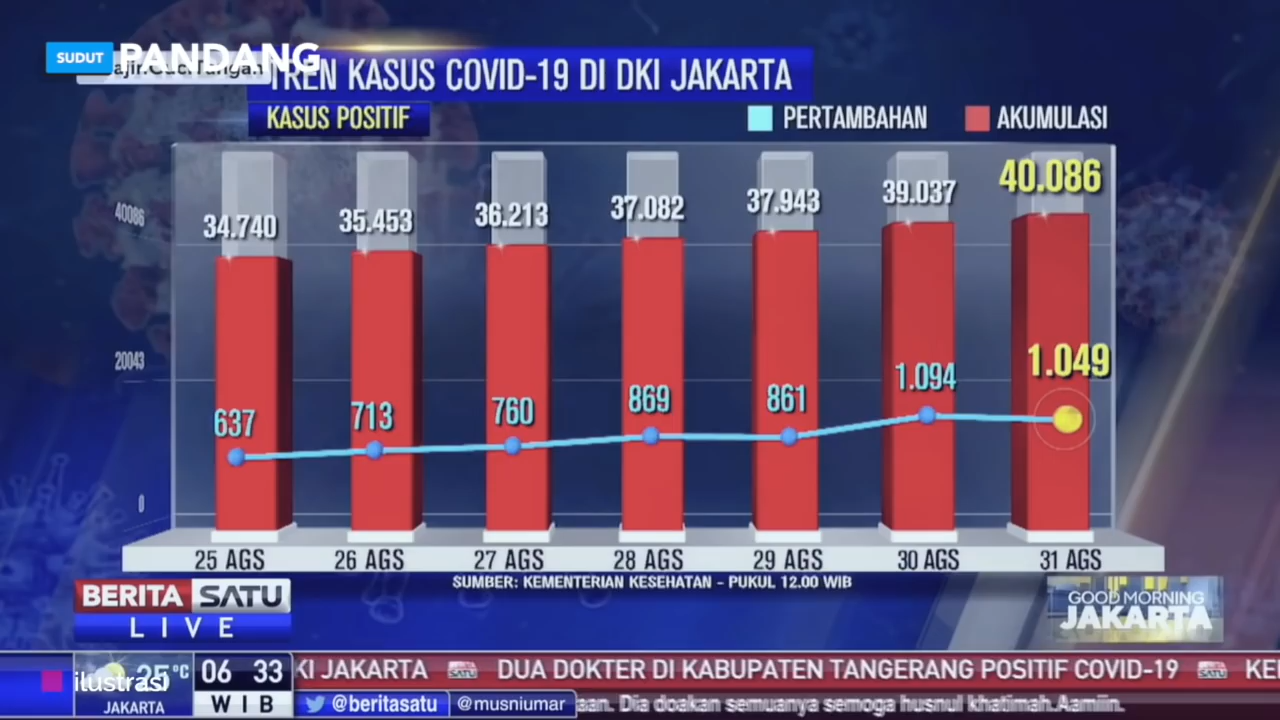 SUDUT PANDANG
TREN KASUS COVID-19 DI DKI JAKARTA
KASUS POSITIF
PERTAMBAHAN AKUMULASI
40086
20043
0
34.740 35.453 36.213 37.082 37.943 39.037 40.086
637 713 760 869 861 1.094 1.049
25 AGS 26 AGS 27 AGS 28 AGS 29 AGS 30 AGS 31 AGS
SUMBER: KEMENTERIAN KESEHATAN - PUKUL 12.00 WIB
BERITA SATU
LIVE
GOOD MORNING
JAKARTA
ilustrasi
25°C
JAKARTA
06 33
WIB
KI JAKARTA SATU DUA DOKTER DI KABUPATEN TANGERANG POSITIF COVID-19 SATU KE
@beritasatu @musniumar
aan. Dia doakan semuanya semoga husnul khatimah.Aamiin.